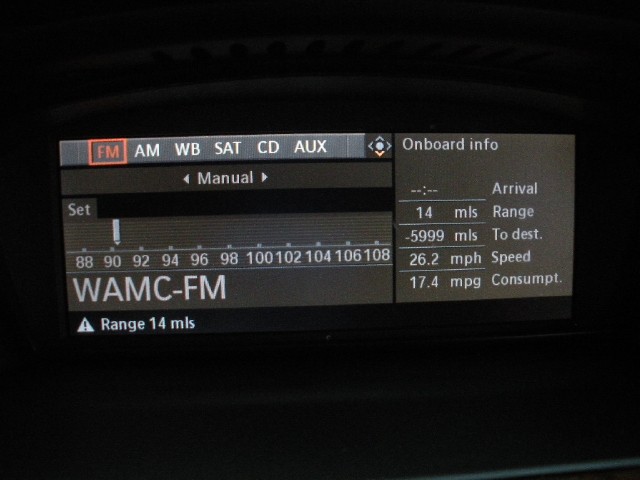 FM AM WB SAT CD AUX
Manual
Set
88 90 92 94 96 98 100 102 104 106 108
WAMC-FM
Range 14 mls
Onboard info
--:-- Arrival
14 mls Range
-5999 mls To dest.
26.2 mph Speed
17.4 mpg Consumpt.